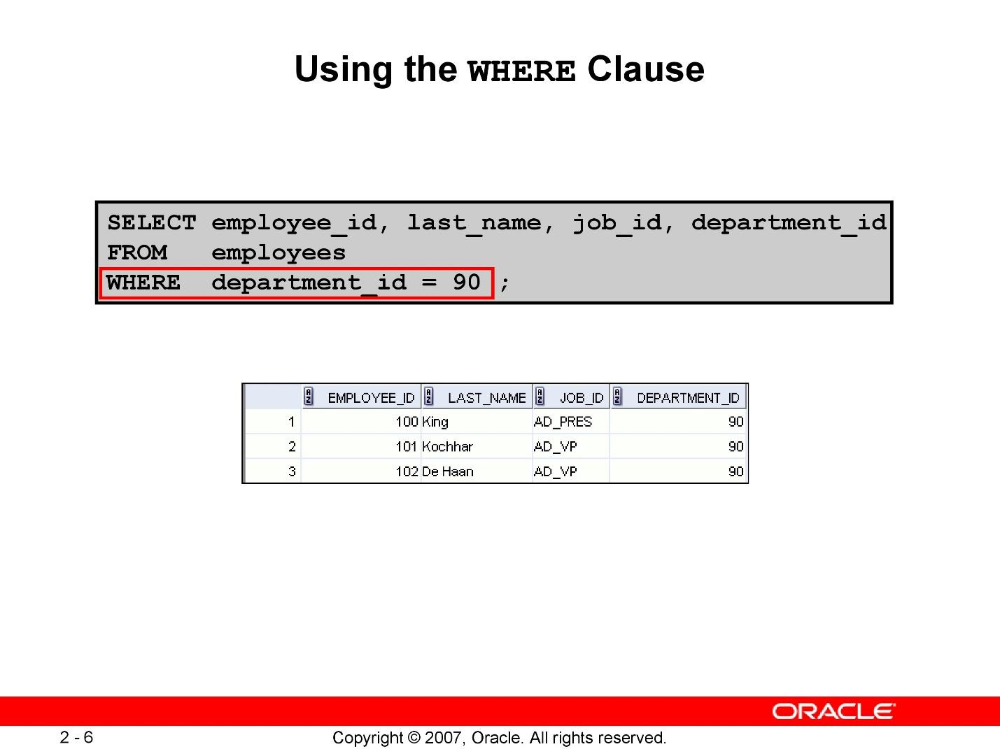 Using the WHERE Clause
SELECT employee_id, last_name, job_id, department_id
FROM employees
WHERE department_id = 90 ;
EMPLOYEE_ID LAST_NAME JOB_ID DEPARTMENT_ID
1 100 King AD_PRES 90
2 101 Kochhar AD_VP 90
3 102 De Haan AD_VP 90
ORACLE
2 - 6 Copyright © 2007, Oracle. All rights reserved.